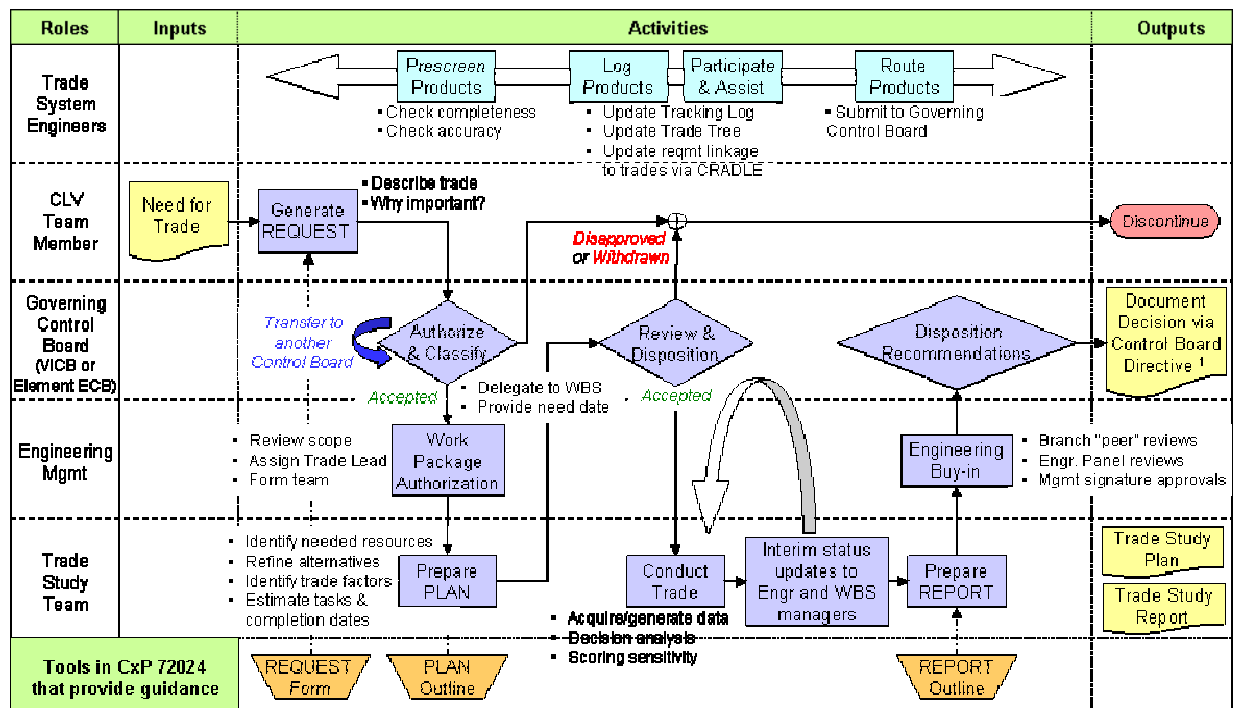 Roles
Inputs
Activities
Outputs
Trade
System
Engineers
Prescreen
Products
▪ Check completeness
▪ Check accuracy
Log
Products
Participate
& Assist
▪ Update Tracking Log
▪ Update Trade Tree
▪ Update reqmt linkage
to trades via CRADLE
Route
Products
▪ Submit to Governing
Control Board
CLV
Team
Member
Need for
Trade
Generate
REQUEST
▪ Describe trade
▪ Why important?
Disapproved
or Withdrawn
Discontinue
Governing
Control
Board
(VICB or
Element ECB)
Transfer to
another
Control Board
Authorize
& Classify
Accepted
▪ Delegate to WBS
▪ Provide need date
Review &
Disposition
Accepted
Disposition
Recommendations
Document
Decision via
Control Board
Directive 1
Engineering
Mgmt
▪ Review scope
▪ Assign Trade Lead
▪ Form team
Work
Package
Authorization
Engineering
Buy-in
▪ Branch "peer" reviews
▪ Engr. Panel reviews
▪ Mgmt signature approvals
Trade
Study
Team
▪ Identify needed resources
▪ Refine alternatives
▪ Identify trade factors
▪ Estimate tasks &
completion dates
Prepare
PLAN
Conduct
Trade
▪ Acquire/generate data
▪ Decision analysis
▪ Scoring sensitivity
Interim status
updates to
Engr and WBS
managers
Prepare
REPORT
Trade Study
Plan
Trade Study
Report
Tools in CxP 72024
that provide guidance
REQUEST
Form
PLAN
Outline
REPORT
Outline